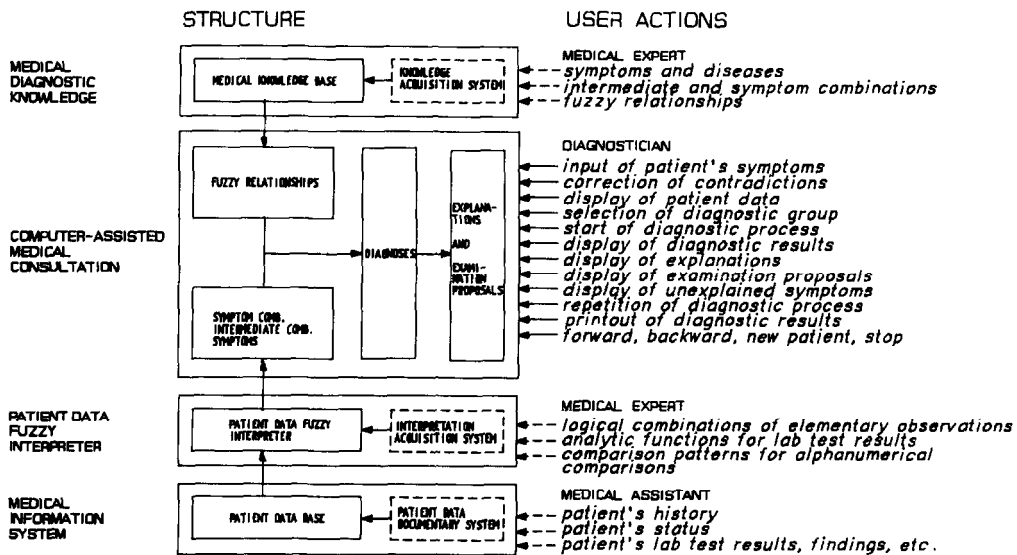 STRUCTURE
USER ACTIONS
MEDICAL
DIAGNOSTIC
KNOWLEDGE
MEDICAL KNOWLEDGE BASE
KNOWLEDGE
ACQUISITION SYSTEM
MEDICAL EXPERT
symptoms and diseases
intermediate and symptom combinations
fuzzy relationships
COMPUTER-ASSISTED
MEDICAL
CONSULTATION
FUZZY RELATIONSHIPS
SYMPTOM COMB.
INTERMEDIATE COMB.
SYMPTOMS
DIAGNOSES
EXPLANA-
TIONS
AND
EXAMI-
NATION
PROPOSALS
DIAGNOSTICIAN
input of patient's symptoms
correction of contradictions
display of patient data
selection of diagnostic group
start of diagnostic process
display of diagnostic results
display of explanations
display of examination proposals
display of unexplained symptoms
repetition of diagnostic process
printout of diagnostic results
forward, backward, new patient, stop
PATIENT DATA
FUZZY
INTERPRETER
PATIENT DATA FUZZY
INTERPRETER
INTERPRETATION
ACQUISITION SYSTEM
MEDICAL EXPERT
logical combinations of elementary observations
analytic functions for lab test results
comparison patterns for alphanumerical
comparisons
MEDICAL
INFORMATION
SYSTEM
PATIENT DATA BASE
PATIENT DATA
DOCUMENTARY SYSTEM
MEDICAL ASSISTANT
patient's history
patient's status
patient's lab test results, findings, etc.